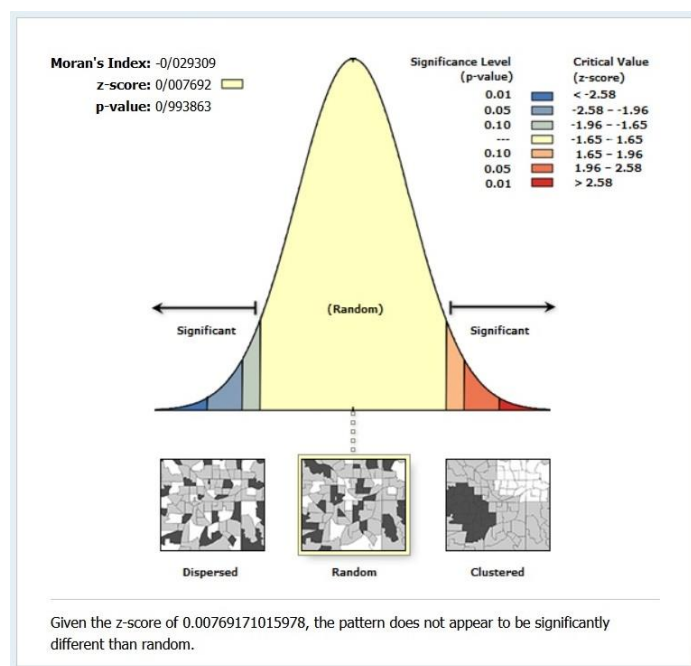 Moran's Index: -0/029309
z-score: 0/007692
p-value: 0/993863
Significance Level
(p-value)
Critical Value
(z-score)
0.01 < -2.58
0.05 -2.58 – -1.96
0.10 -1.96 – -1.65
--- -1.65 – 1.65
0.10 1.65 – 1.96
0.05 1.96 – 2.58
0.01 > 2.58
(Random)
Significant
Significant
Dispersed
Random
Clustered
Given the z-score of 0.00769171015978, the pattern does not appear to be significantly
different than random.